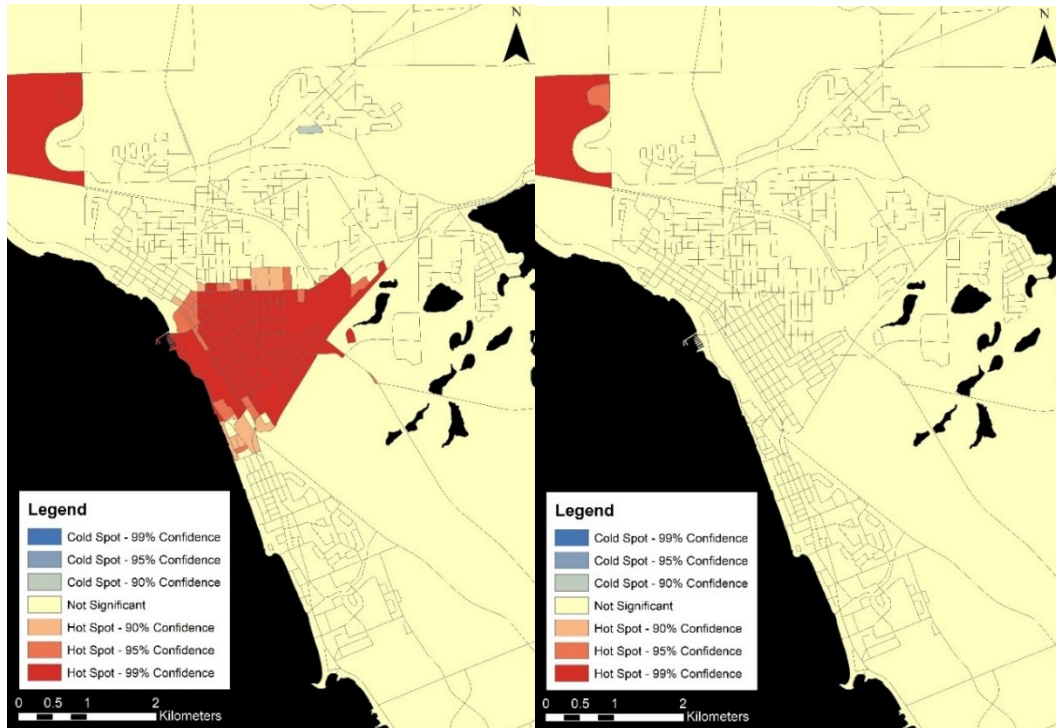 N
Legend
Cold Spot - 99% Confidence
Cold Spot - 95% Confidence
Cold Spot - 90% Confidence
Not Significant
Hot Spot - 90% Confidence
Hot Spot - 95% Confidence
Hot Spot - 99% Confidence
0 0.5 1 2
Kilometers
N
Legend
Cold Spot - 99% Confidence
Cold Spot - 95% Confidence
Cold Spot - 90% Confidence
Not Significant
Hot Spot - 90% Confidence
Hot Spot - 95% Confidence
Hot Spot - 99% Confidence
0 0.5 1 2
Kilometers